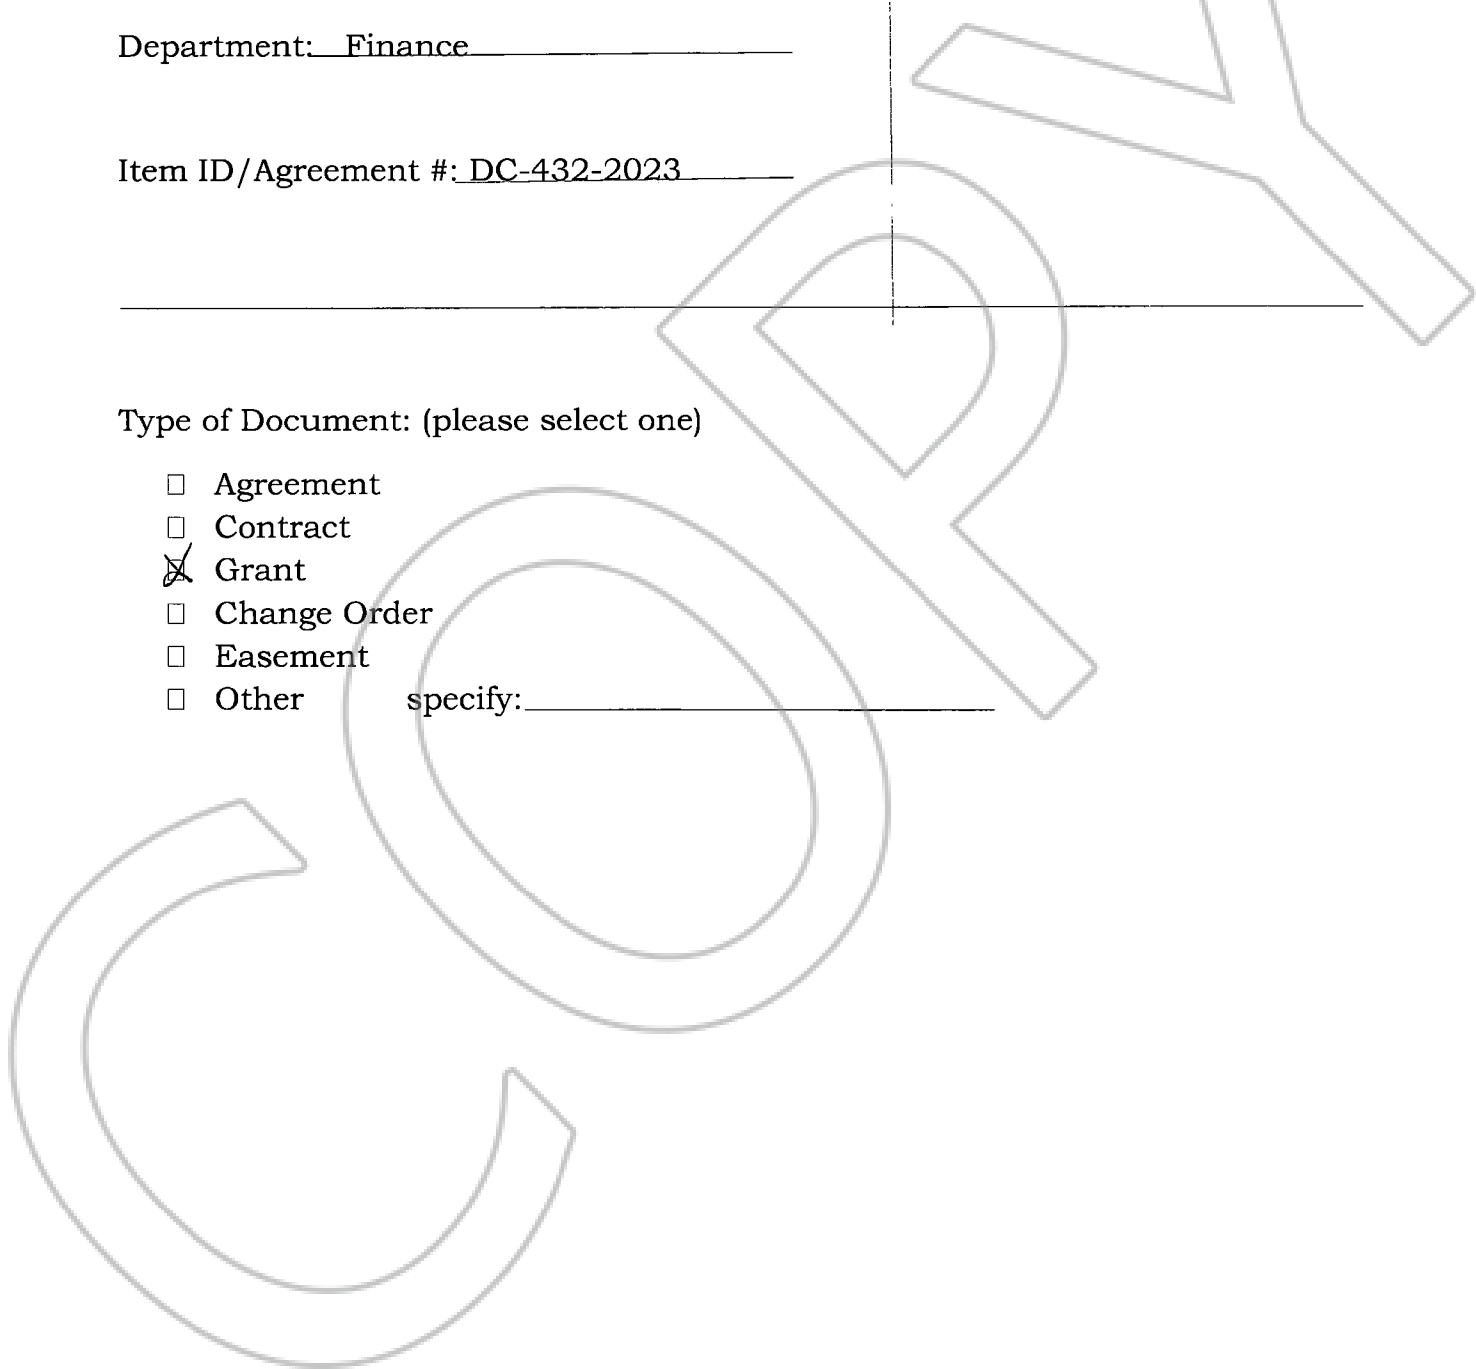 Department: Finance
Item ID/Agreement #: DC-432-2023
Type of Document: (please select one)
☐ Agreement
☐ Contract
☒ Grant
☐ Change Order
☐ Easement
☐ Other specify:
COPY